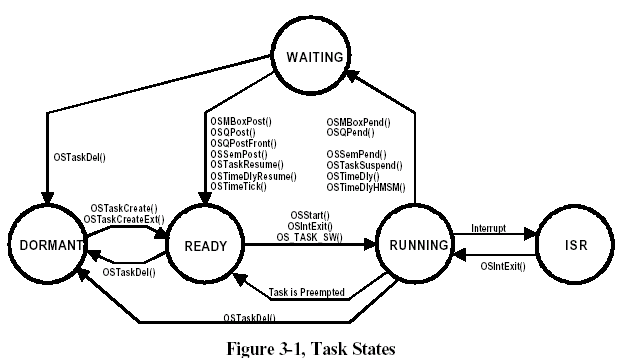 WAITING
OSTaskDel()
OSMBoxPost()
OSQPost()
OSQPostFront()
OSSemPost()
OSTaskResume()
OSTimeDlyResume()
OSTimeTick()
OSMBoxPend()
OSQPend()
OSSemPend()
OSTaskSuspend()
OSTimeDly()
OSTimeDlyHMSM()
OSTaskCreate()
OSTaskCreateExt()
OSStart()
OSIntExit()
OS_TASK_SW()
DORMANT
READY
RUNNING
Interrupt
ISR
OSTaskDel()
OSIntExit()
Task is Preempted
OSTaskDel()
Figure 3-1, Task States